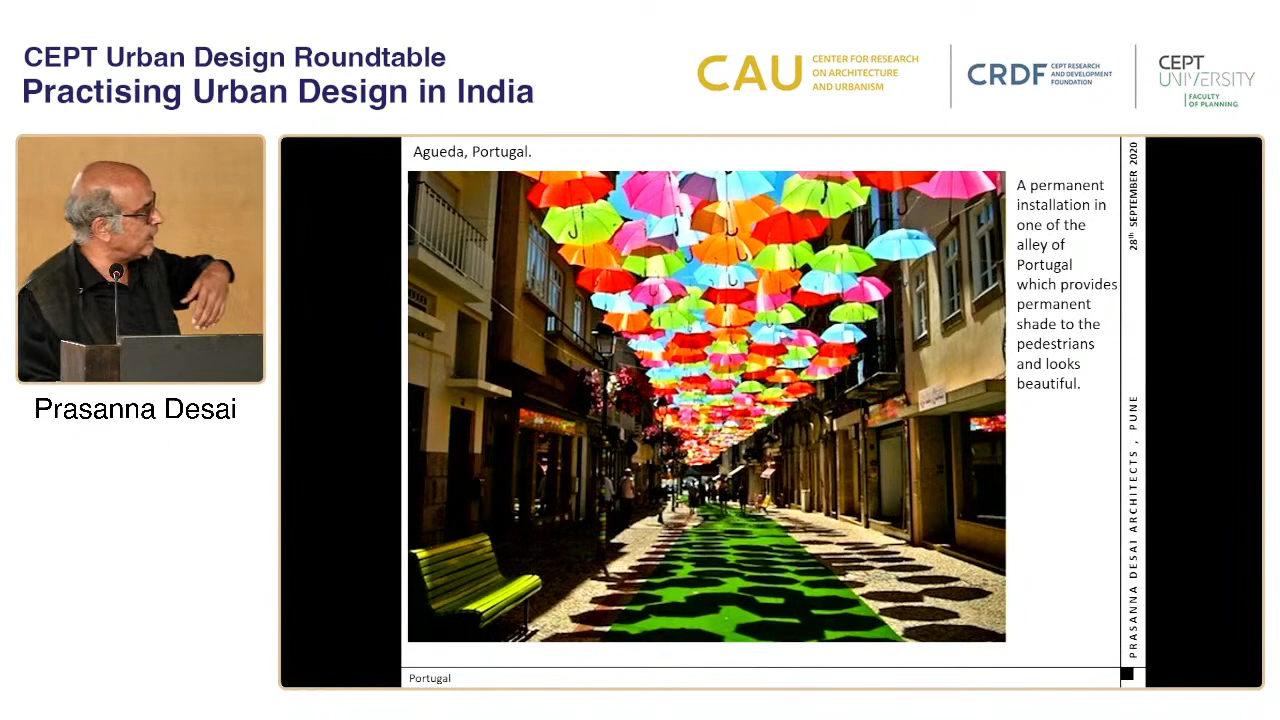 CEPT Urban Design Roundtable
Practising Urban Design in India
CAU
CENTER FOR RESEARCH
ON ARCHITECTURE
AND URBANISM
CRDF
CEPT RESEARCH
AND DEVELOPMENT
FOUNDATION
CEPT
UNIVERSITY
FACULTY
OF PLANNING
Prasanna Desai
Agueda, Portugal.
A permanent
installation in
one of the
alley of
Portugal
which provides
permanent
shade to the
pedestrians
and looks
beautiful.
28th SEPTEMBER 2020
PRASANNA DESAI ARCHITECTS , PUNE
Portugal